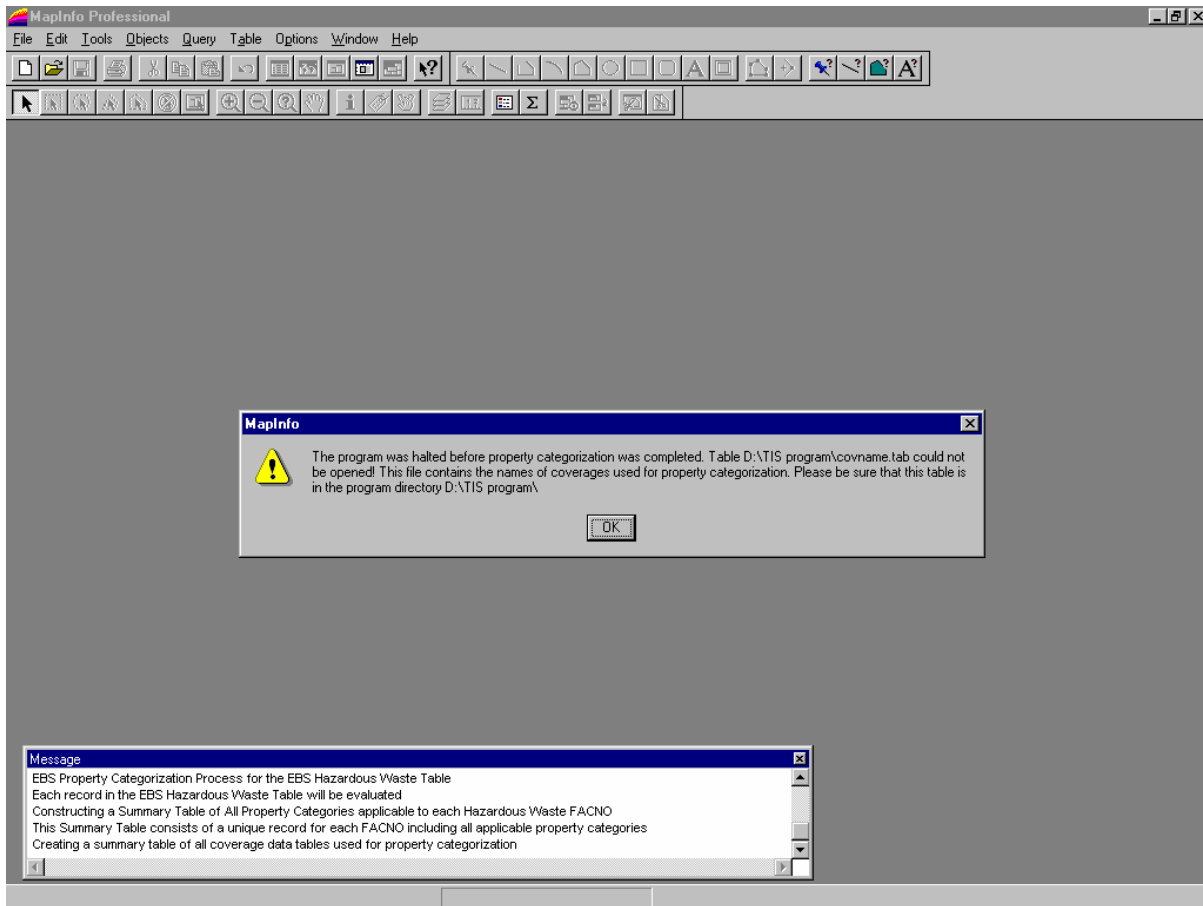 MapInfo Professional
File Edit Tools Objects Query Table Options Window Help
MapInfo
The program was halted before property categorization was completed. Table D:\TIS program\covname.tab could not
be opened! This file contains the names of coverages used for property categorization. Please be sure that this table is
in the program directory D:\TIS program\
OK
Message
EBS Property Categorization Process for the EBS Hazardous Waste Table
Each record in the EBS Hazardous Waste Table will be evaluated
Constructing a Summary Table of All Property Categories applicable to each Hazardous Waste FACNO
This Summary Table consists of a unique record for each FACNO including all applicable property categories
Creating a summary table of all coverage data tables used for property categorization